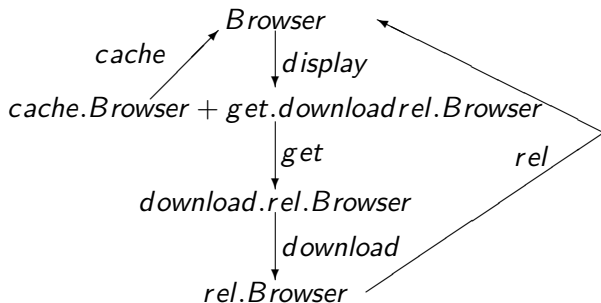 Browser
cache
display
cache.Browser + get.downloadrel.Browser
get
rel
download.rel.Browser
download
rel.Browser